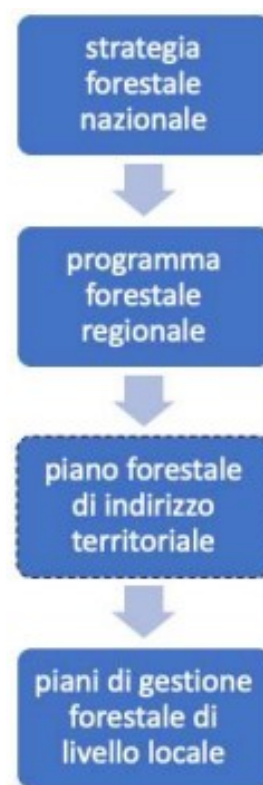 strategia
forestale
nazionale
programma
forestale
regionale
piano forestale
di indirizzo
territoriale
piani di gestione
forestale di
livello locale